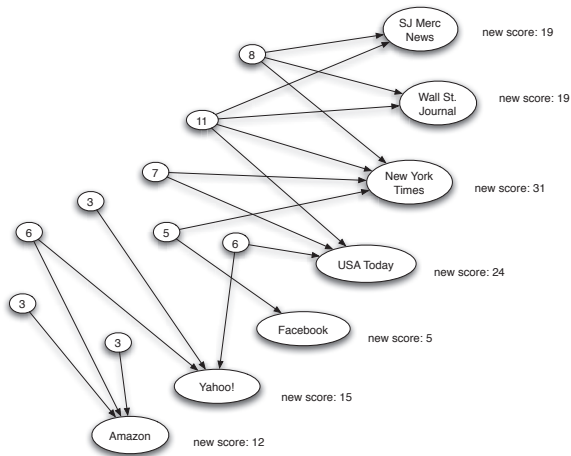 SJ Merc
News
new score: 19
8
Wall St.
Journal
new score: 19
11
7
New York
Times
new score: 31
3
6
5
6
USA Today
new score: 24
3
Facebook
new score: 5
3
Yahoo!
new score: 15
Amazon
new score: 12